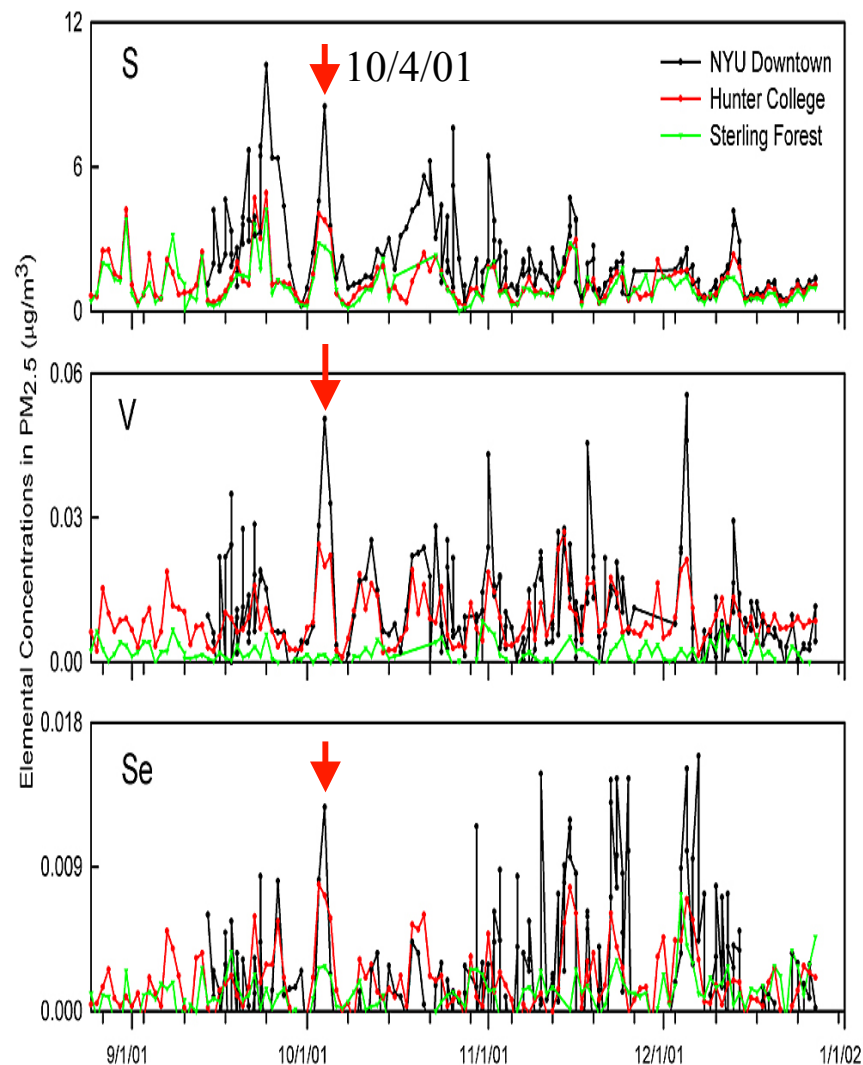 Elemental Concentrations in PM2.5 (µg/m³)
12
6
0
S
10/4/01
NYU Downtown
Hunter College
Sterling Forest
0.06
0.03
0.00
V
0.018
0.009
0.000
Se
9/1/01
10/1/01
11/1/01
12/1/01
1/1/02